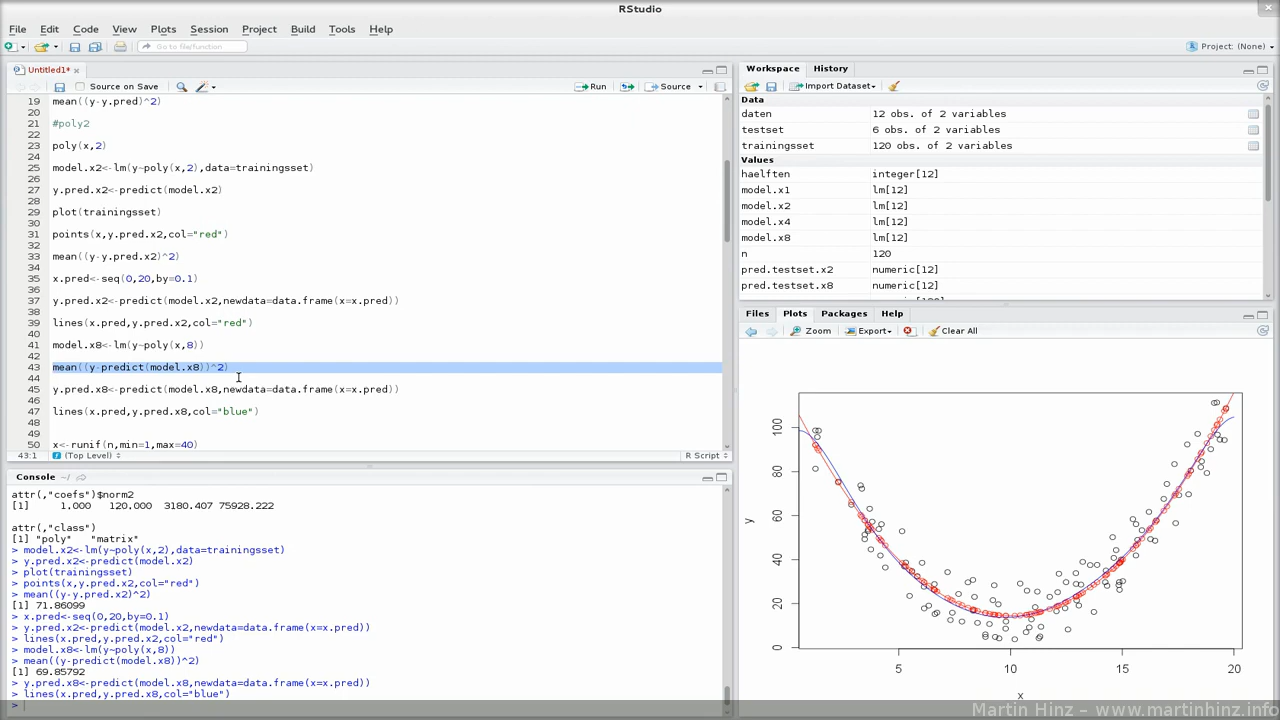 RStudio
File Edit Code View Plots Session Project Build Tools Help
Go to file/function
Project: (None)
Untitled1*
Source on Save
Run
Source
19 mean((y-y.pred)^2)
20
21 #poly2
22
23 poly(x,2)
24
25 model.x2<-lm(y~poly(x,2),data=trainingsset)
26
27 y.pred.x2<-predict(model.x2)
28
29 plot(trainingsset)
30
31 points(x,y.pred.x2,col="red")
32
33 mean((y-y.pred.x2)^2)
34
35 x.pred<-seq(0,20,by=0.1)
36
37 y.pred.x2<-predict(model.x2,newdata=data.frame(x=x.pred))
38
39 lines(x.pred,y.pred.x2,col="red")
40
41 model.x8<-lm(y~poly(x,8))
42
43 mean((y-predict(model.x8))^2)
44
45 y.pred.x8<-predict(model.x8,newdata=data.frame(x=x.pred))
46
47 lines(x.pred,y.pred.x8,col="blue")
48
49
50 x<-runif(n,min=1,max=40)
43:1 (Top Level) R Script
Console ~/
attr(,"coefs")$norm2
[1] 1.000 120.000 3180.407 75928.222
attr(,"class")
[1] "poly" "matrix"
> model.x2<-lm(y~poly(x,2),data=trainingsset)
> y.pred.x2<-predict(model.x2)
> plot(trainingsset)
> points(x,y.pred.x2,col="red")
> mean((y-y.pred.x2)^2)
[1] 71.86099
> x.pred<-seq(0,20,by=0.1)
> y.pred.x2<-predict(model.x2,newdata=data.frame(x=x.pred))
> lines(x.pred,y.pred.x2,col="red")
> model.x8<-lm(y~poly(x,8))
> mean((y-predict(model.x8))^2)
[1] 69.85792
> y.pred.x8<-predict(model.x8,newdata=data.frame(x=x.pred))
> lines(x.pred,y.pred.x8,col="blue")
>
Workspace History
Import Dataset
Data
daten 12 obs. of 2 variables
testset 6 obs. of 2 variables
trainingsset 120 obs. of 2 variables
Values
haelften integer[12]
model.x1 lm[12]
model.x2 lm[12]
model.x4 lm[12]
model.x8 lm[12]
n 120
pred.testset.x2 numeric[12]
pred.testset.x8 numeric[12]
Files Plots Packages Help
Zoom Export Clear All
100
80
60
40
20
0
y
5 10 15 20
x
Martin Hinz - www.martinhinz.info